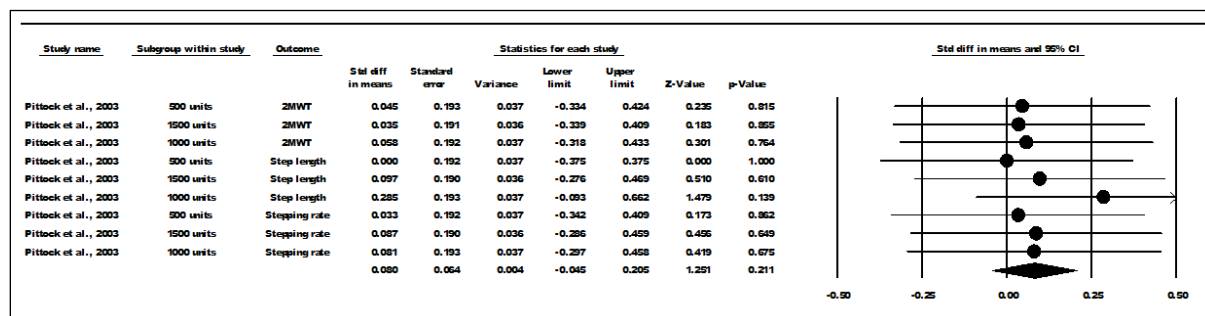 Study name Subgroup within study Outcome Statistics for each study Std diff in means and 95% CI
Std diff in means Standard error Variance Lower limit Upper limit Z-Value p-Value
Pittock et al., 2003 500 units 2MWT 0.045 0.193 0.037 -0.334 0.424 0.235 0.815
Pittock et al., 2003 1500 units 2MWT 0.035 0.191 0.036 -0.339 0.409 0.183 0.855
Pittock et al., 2003 1000 units 2MWT 0.058 0.192 0.037 -0.318 0.433 0.301 0.764
Pittock et al., 2003 500 units Step length 0.000 0.192 0.037 -0.375 0.375 0.000 1.000
Pittock et al., 2003 1500 units Step length 0.097 0.190 0.036 -0.276 0.469 0.510 0.610
Pittock et al., 2003 1000 units Step length 0.285 0.193 0.037 -0.093 0.662 1.479 0.139
Pittock et al., 2003 500 units Stepping rate 0.033 0.192 0.037 -0.342 0.409 0.173 0.862
Pittock et al., 2003 1500 units Stepping rate 0.087 0.190 0.036 -0.286 0.459 0.456 0.649
Pittock et al., 2003 1000 units Stepping rate 0.081 0.193 0.037 -0.297 0.458 0.419 0.675
0.080 0.064 0.004 -0.045 0.205 1.251 0.211
-0.50 -0.25 0.00 0.25 0.50